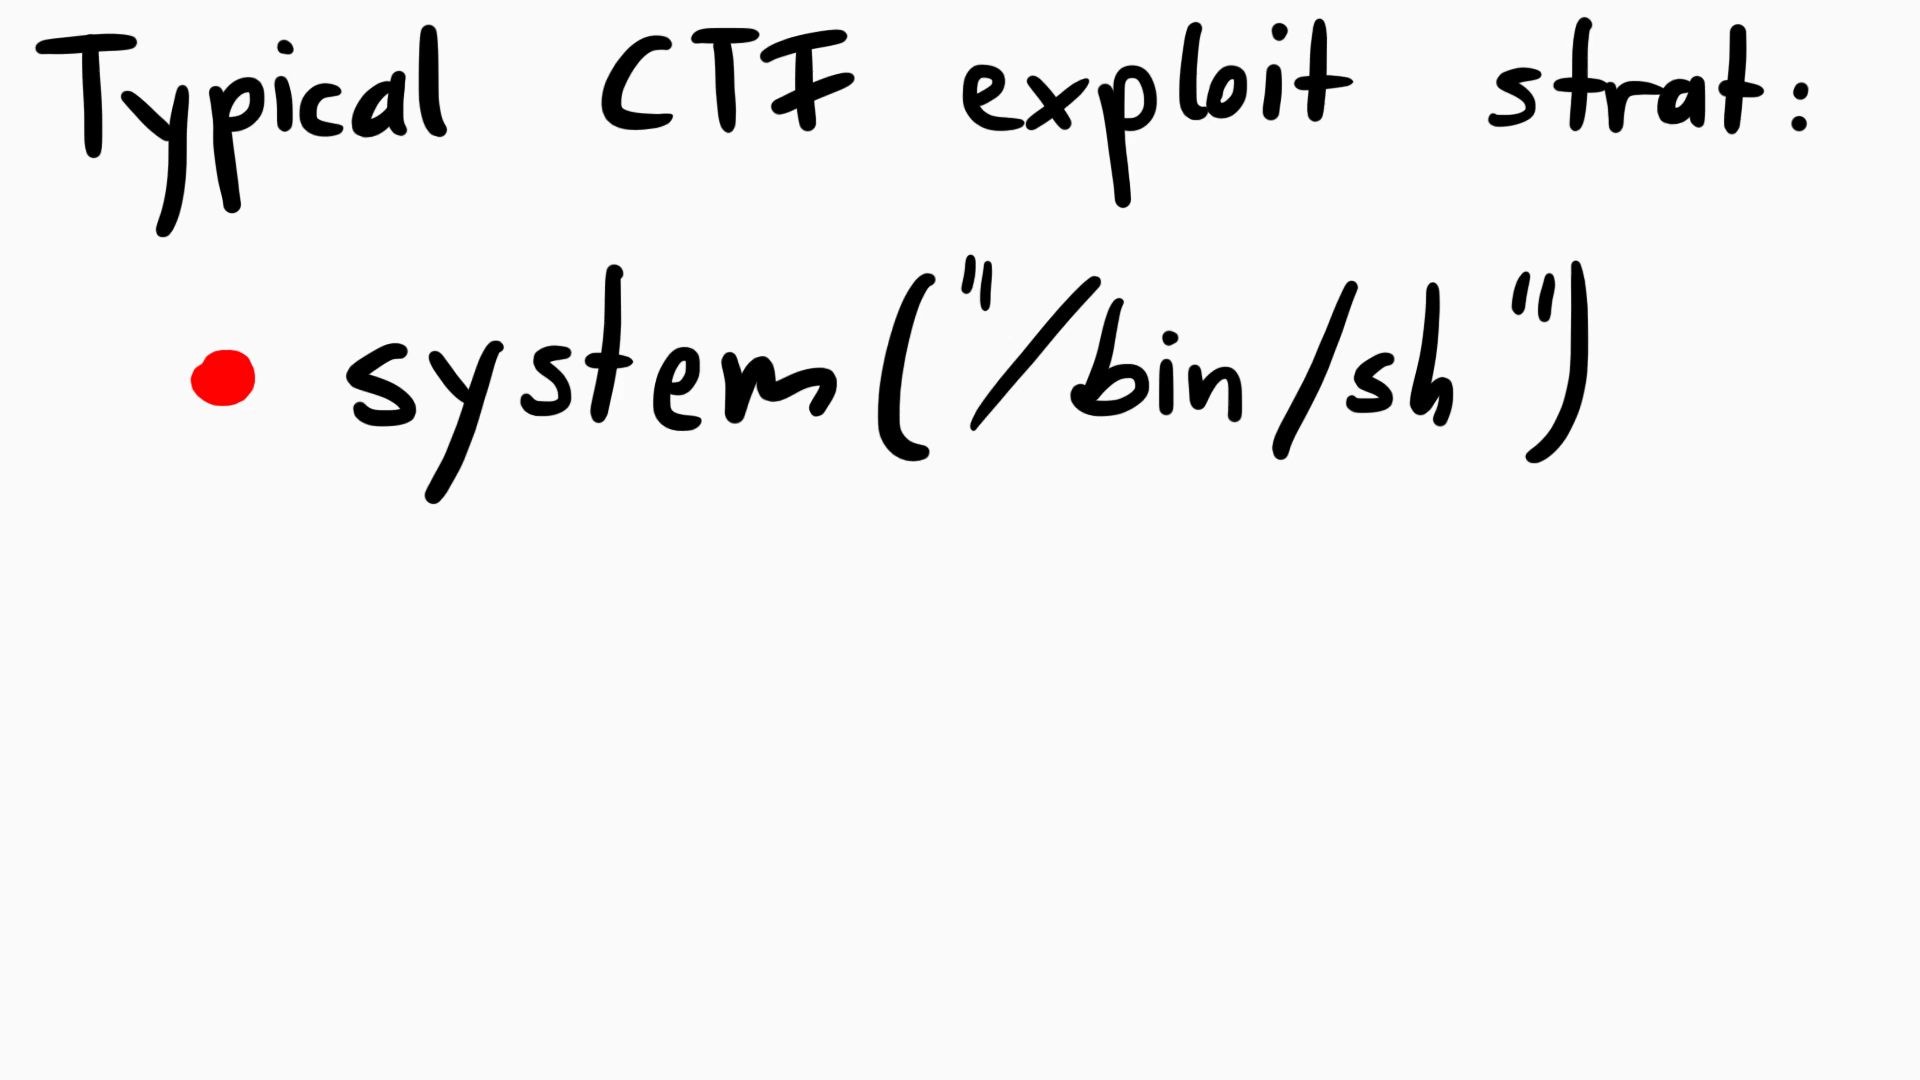 Typical CTF exploit strat:
• system("/bin/sh")